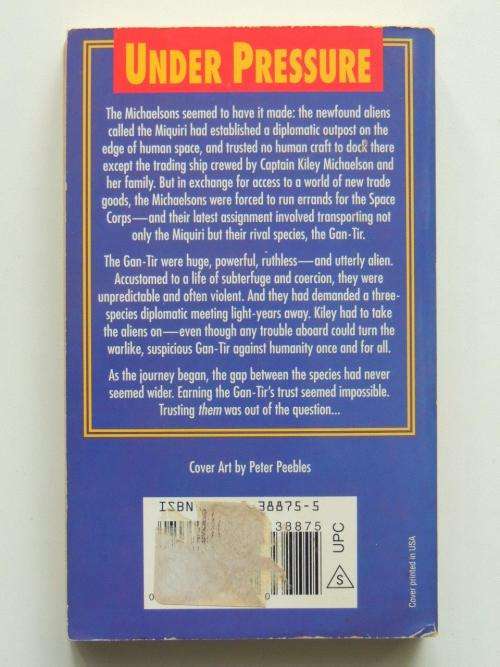 UNDER PRESSURE
The Michaelsons seemed to have it made: the newfound aliens
called the Miquiri had established a diplomatic outpost on the
edge of human space, and trusted no human craft to dock there
except the trading ship crewed by Captain Kiley Michaelson and
her family. But in exchange for access to a world of new trade
goods, the Michaelsons were forced to run errands for the Space
Corps—and their latest assignment involved transporting not
only the Miquiri but their rival species, the Gan-Tir.
The Gan-Tir were huge, powerful, ruthless—and utterly alien.
Accustomed to a life of subterfuge and coercion, they were
unpredictable and often violent. And they had demanded a three-
species diplomatic meeting light-years away. Kiley had to take
the aliens on—even though any trouble aboard could turn the
warlike, suspicious Gan-Tir against humanity once and for all.
As the journey began, the gap between the species had never
seemed wider. Earning the Gan-Tir's trust seemed impossible.
Trusting them was out of the question...
Cover Art by Peter Peebles
ISBN 38875-5
38875
UPC
S
0 0
Cover printed in USA